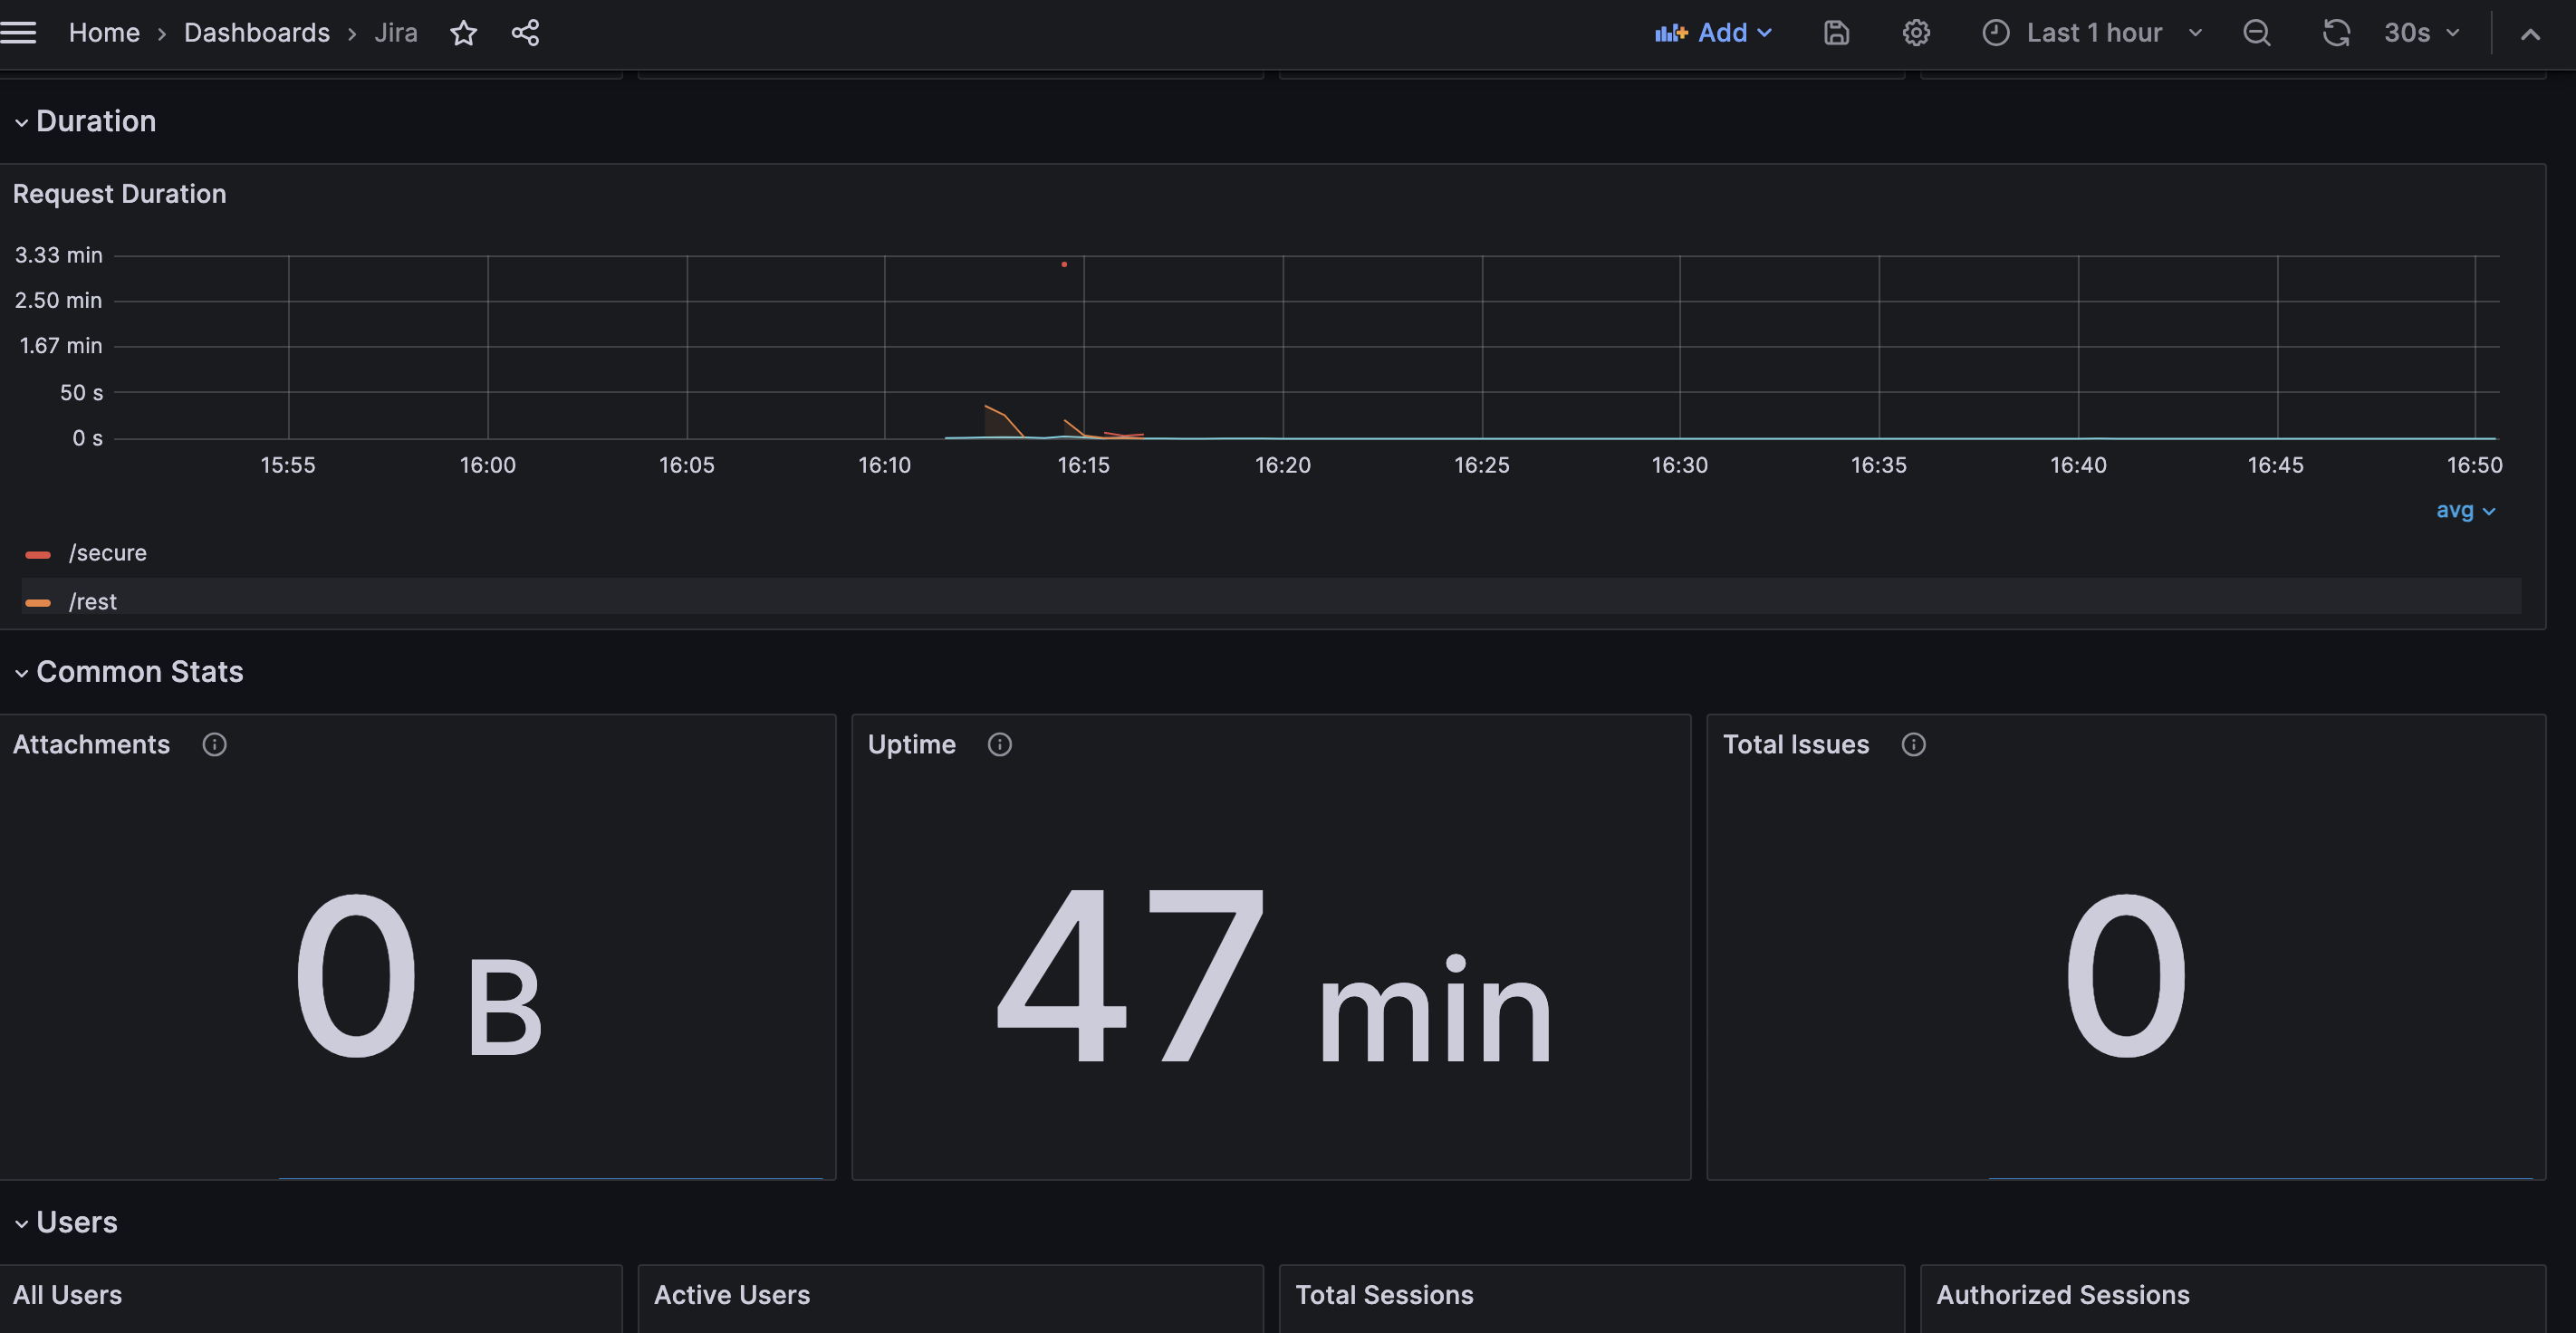 Home › Dashboards › Jira
Add
Last 1 hour
30s
Duration
Request Duration
3.33 min
2.50 min
1.67 min
50 s
0 s
15:55 16:00 16:05 16:10 16:15 16:20 16:25 16:30 16:35 16:40 16:45 16:50
avg
/secure
/rest
Common Stats
Attachments
0 B
Uptime
47 min
Total Issues
0
Users
All Users
Active Users
Total Sessions
Authorized Sessions